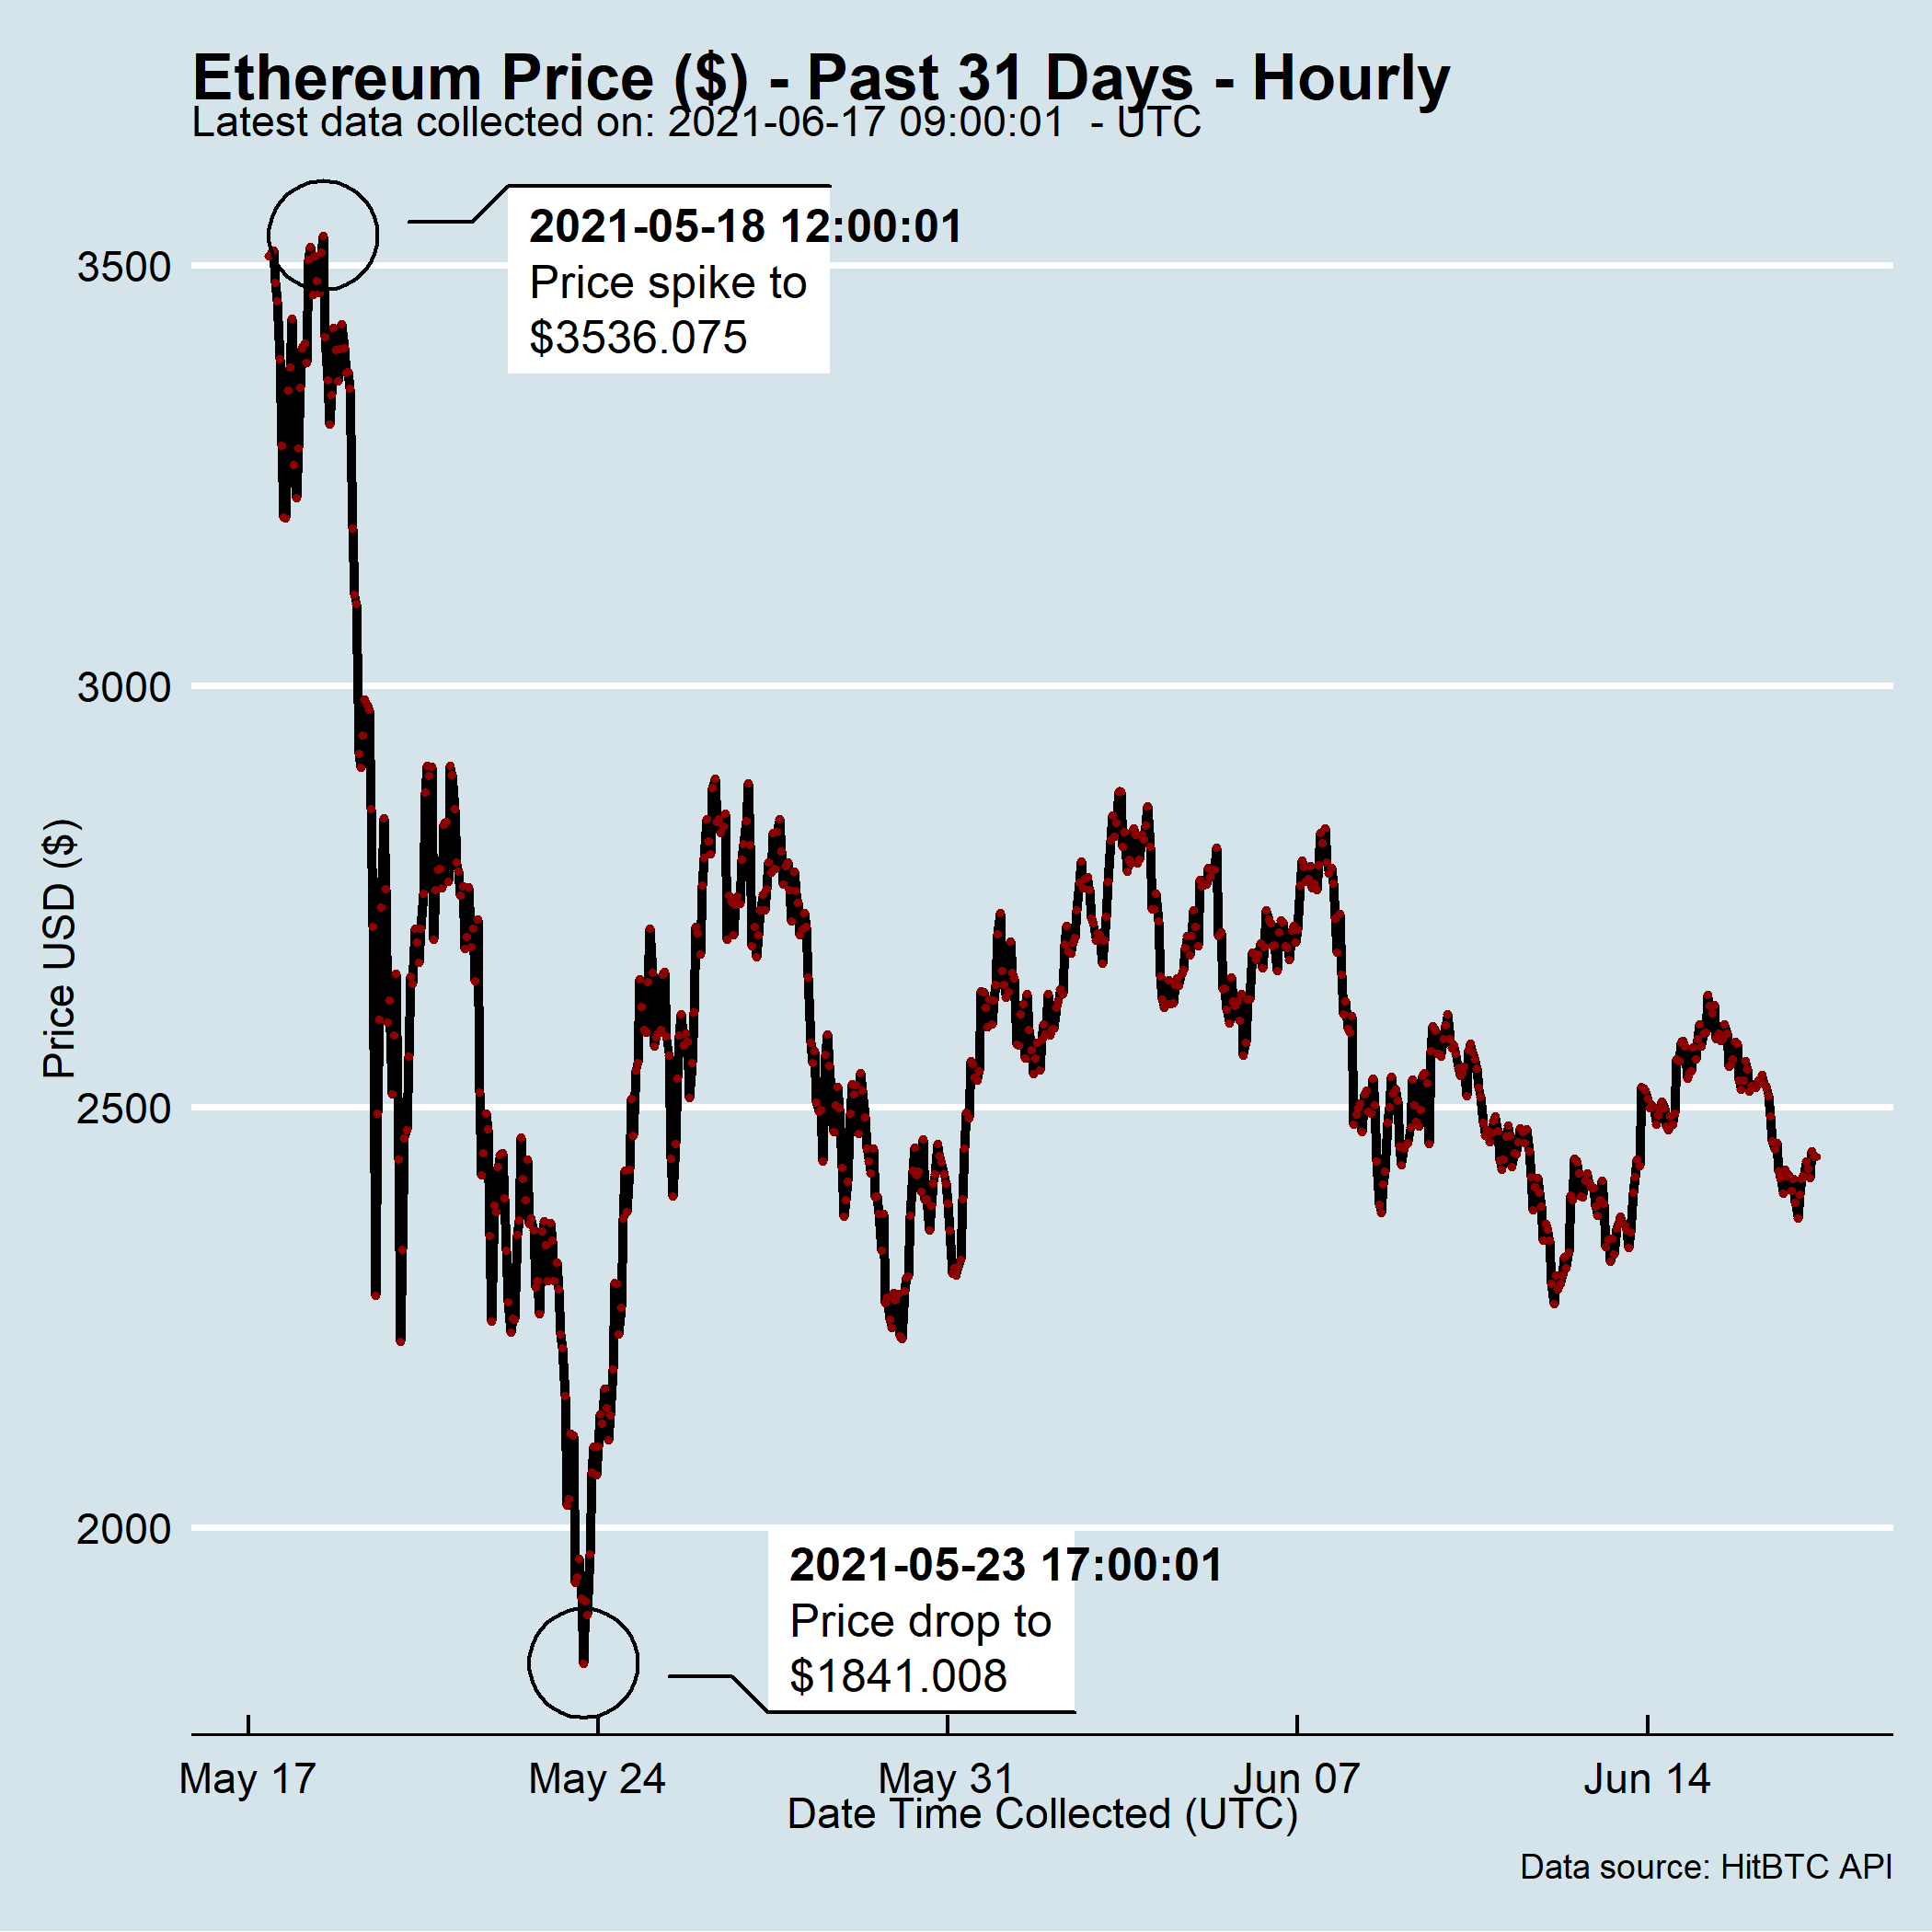 Ethereum Price ($) - Past 31 Days - Hourly
Latest data collected on: 2021-06-17 09:00:01  - UTC
2021-05-18 12:00:01
Price spike to
$3536.075
3500
3000
2500
2000
Price USD ($)
2021-05-23 17:00:01
Price drop to
$1841.008
May 17
May 24
May 31
Jun 07
Jun 14
Date Time Collected (UTC)
Data source: HitBTC API